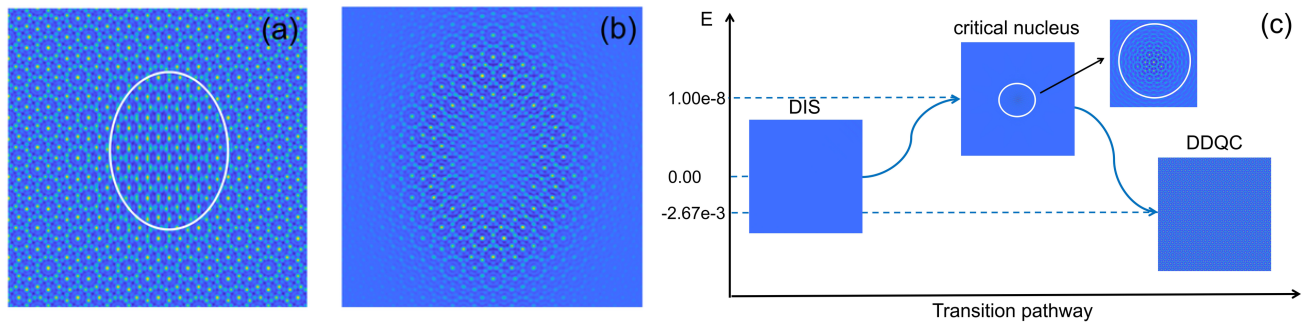 (a)
(b)
(c)
E
critical nucleus
1.00e-8
DIS
DDQC
0.00
-2.67e-3
Transition pathway